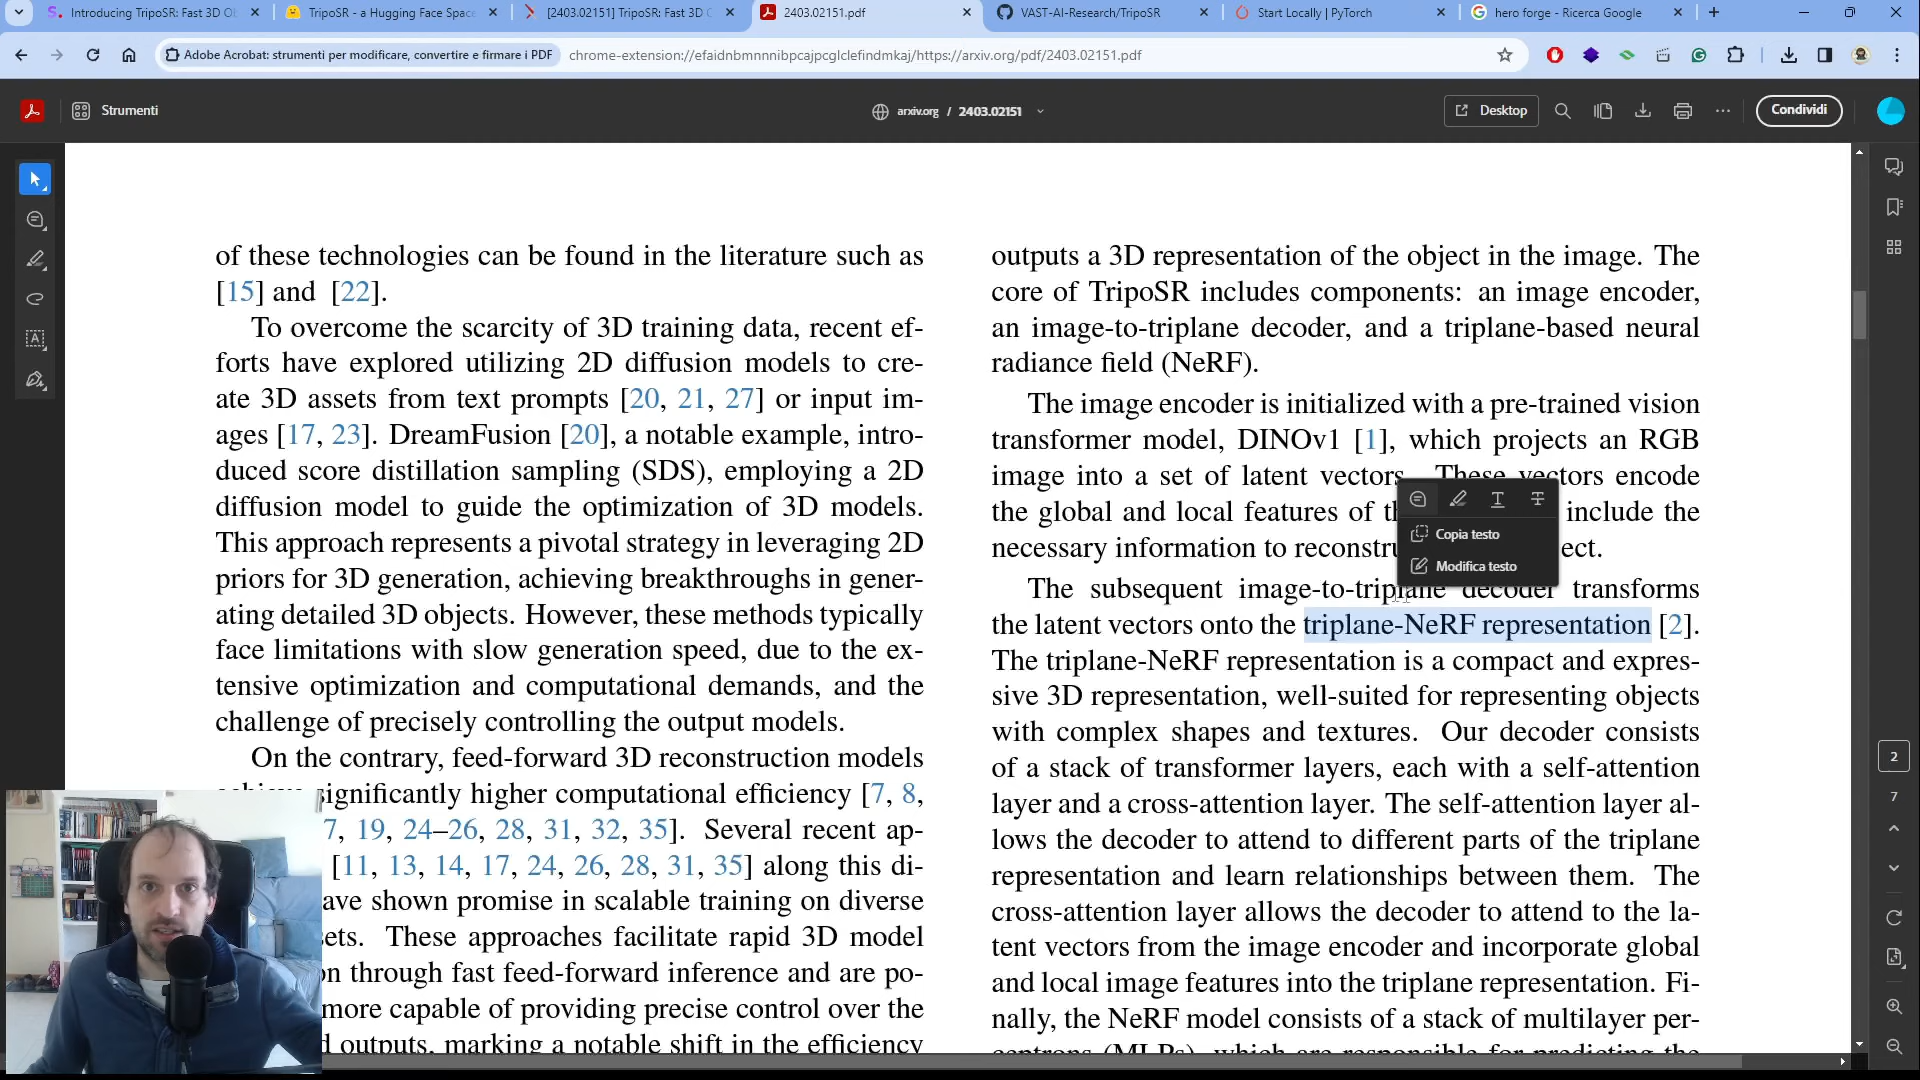 Introducing TripoSR: Fast 3D Ob
TripoSR - a Hugging Face Space
[2403.02151] TripoSR: Fast 3D O
2403.02151.pdf
VAST-AI-Research/TripoSR
Start Locally | PyTorch
hero forge - Ricerca Google
Adobe Acrobat: strumenti per modificare, convertire e firmare i PDF
chrome-extension://efaidnbmnnnibpcajpcglclefindmkaj/https://arxiv.org/pdf/2403.02151.pdf
Strumenti
arxiv.org / 2403.02151
Desktop
Condividi
of these technologies can be found in the literature such as
[15] and [22].
To overcome the scarcity of 3D training data, recent ef-
forts have explored utilizing 2D diffusion models to cre-
ate 3D assets from text prompts [20, 21, 27] or input im-
ages [17, 23]. DreamFusion [20], a notable example, intro-
duced score distillation sampling (SDS), employing a 2D
diffusion model to guide the optimization of 3D models.
This approach represents a pivotal strategy in leveraging 2D
priors for 3D generation, achieving breakthroughs in gener-
ating detailed 3D objects. However, these methods typically
face limitations with slow generation speed, due to the ex-
tensive optimization and computational demands, and the
challenge of precisely controlling the output models.
On the contrary, feed-forward 3D reconstruction models
achieve significantly higher computational efficiency [7, 8,
7, 19, 24–26, 28, 31, 32, 35]. Several recent ap-
[11, 13, 14, 17, 24, 26, 28, 31, 35] along this di-
ave shown promise in scalable training on diverse
ets. These approaches facilitate rapid 3D model
n through fast feed-forward inference and are po-
more capable of providing precise control over the
d outputs, marking a notable shift in the efficiency
outputs a 3D representation of the object in the image. The
core of TripoSR includes components: an image encoder,
an image-to-triplane decoder, and a triplane-based neural
radiance field (NeRF).
The image encoder is initialized with a pre-trained vision
transformer model, DINOv1 [1], which projects an RGB
image into a set of latent vectors. These vectors encode
the global and local features of th include the
necessary information to reconstru ect.
Copia testo
Modifica testo
The subsequent image-to-triplane decoder transforms
the latent vectors onto the triplane-NeRF representation [2].
The triplane-NeRF representation is a compact and expres-
sive 3D representation, well-suited for representing objects
with complex shapes and textures. Our decoder consists
of a stack of transformer layers, each with a self-attention
layer and a cross-attention layer. The self-attention layer al-
lows the decoder to attend to different parts of the triplane
representation and learn relationships between them. The
cross-attention layer allows the decoder to attend to the la-
tent vectors from the image encoder and incorporate global
and local image features into the triplane representation. Fi-
nally, the NeRF model consists of a stack of multilayer per-
ceptrons (MLPs), which are responsible for predicting the
2
7